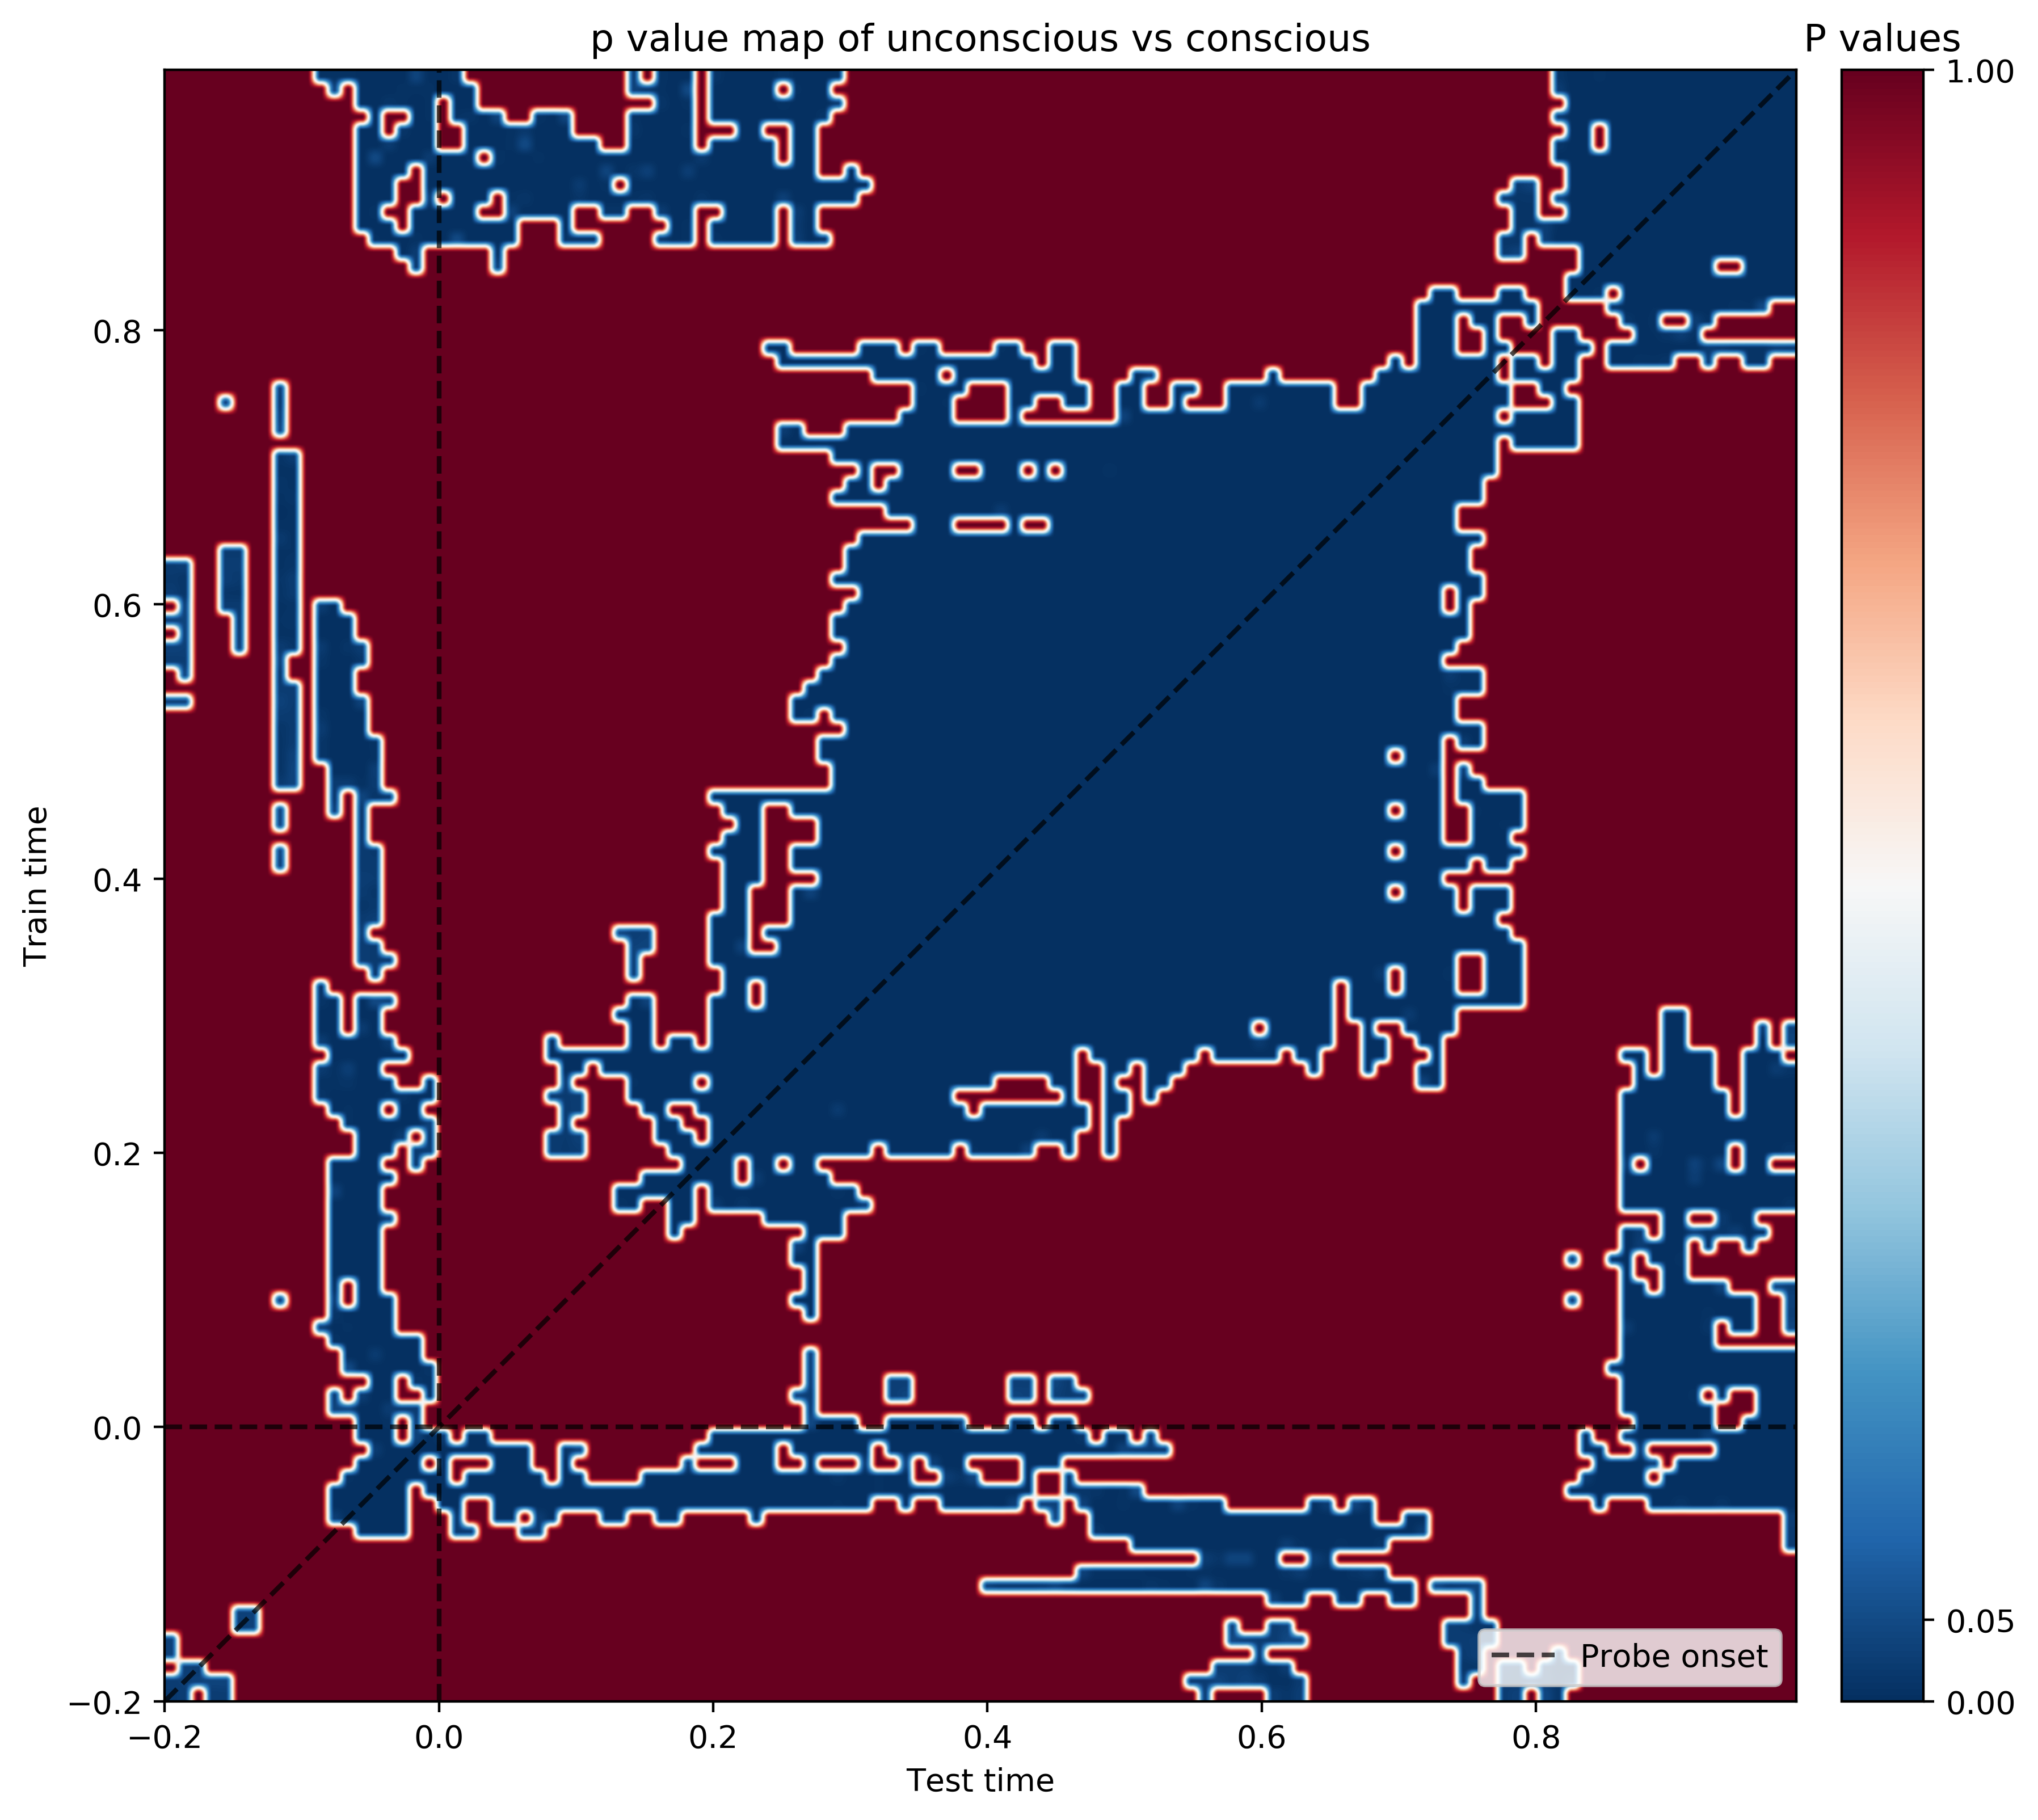 p value map of unconscious vs conscious
P values
1.00
0.05
0.00
Train time
0.8
0.6
0.4
0.2
0.0
−0.2
Probe onset
−0.2 0.0 0.2 0.4 0.6 0.8
Test time